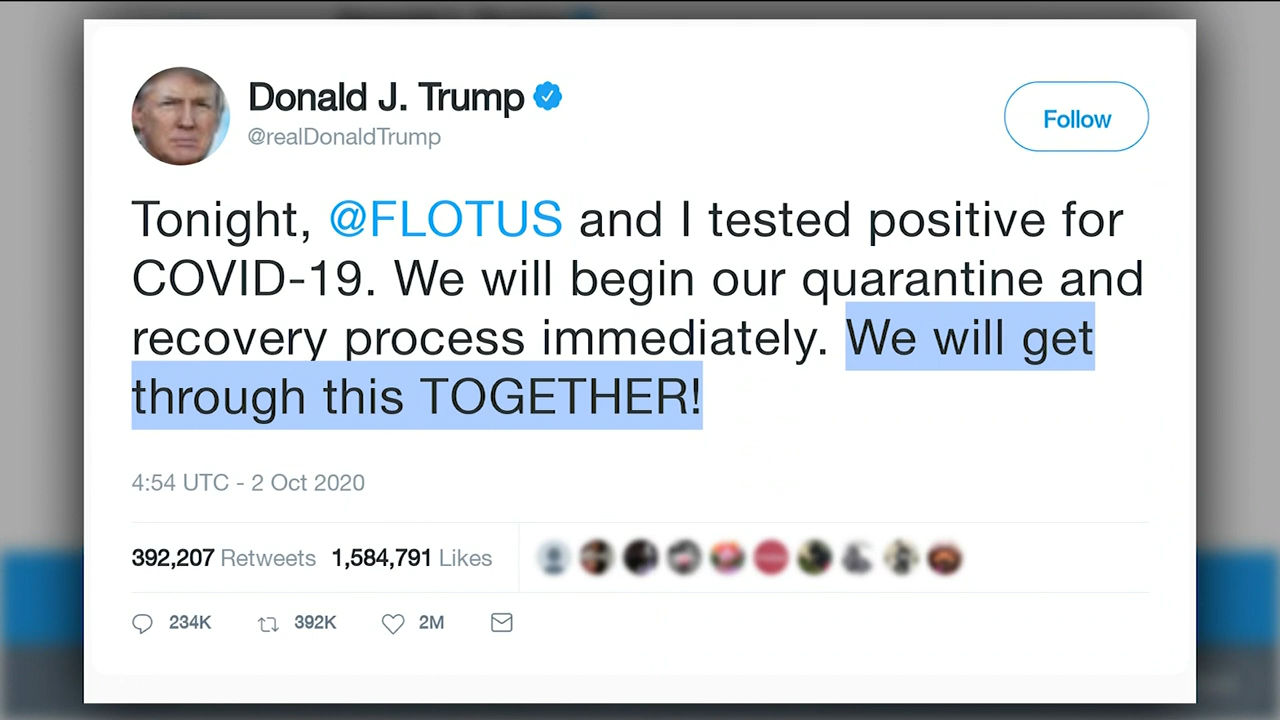 Donald J. Trump
@realDonaldTrump
Follow
Tonight, @FLOTUS and I tested positive for
COVID-19. We will begin our quarantine and
recovery process immediately. We will get
through this TOGETHER!
4:54 UTC - 2 Oct 2020
392,207 Retweets 1,584,791 Likes
234K 392K 2M